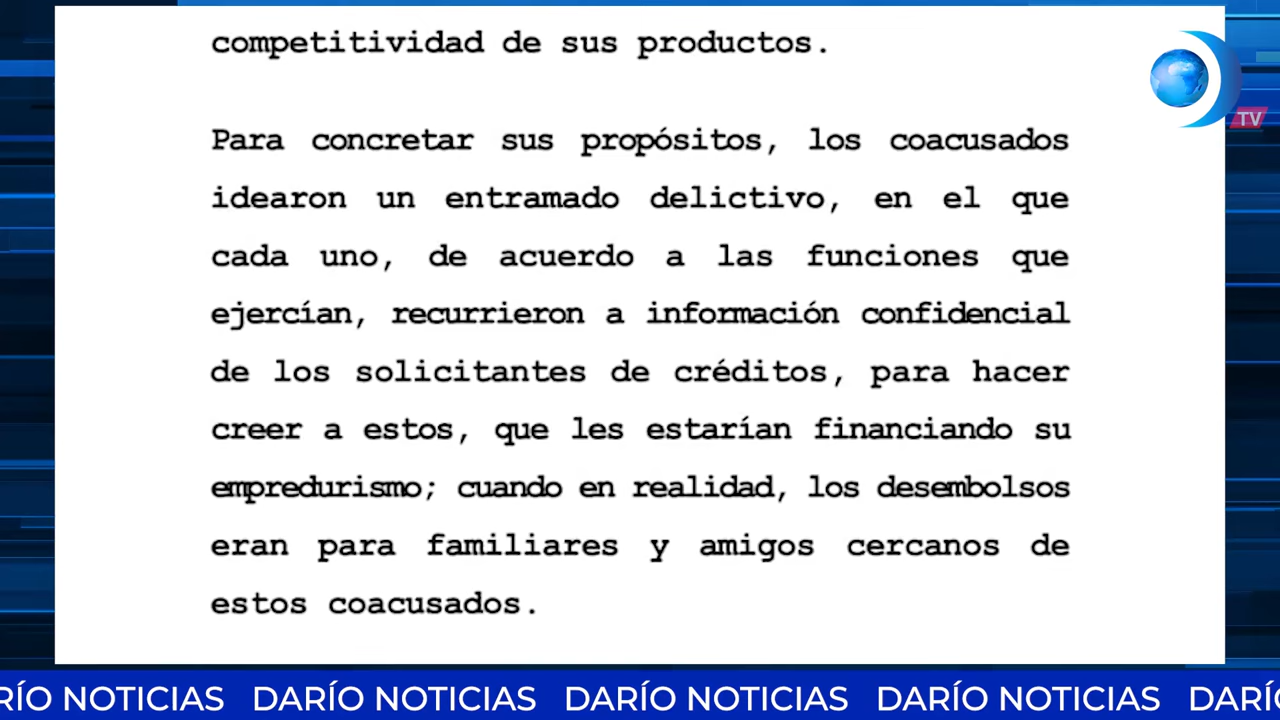 competitividad de sus productos.
TV
Para concretar sus propósitos, los coacusados
idearon un entramado delictivo, en el que
cada uno, de acuerdo a las funciones que
ejercían, recurrieron a información confidencial
de los solicitantes de créditos, para hacer
creer a estos, que les estarían financiando su
empredurismo; cuando en realidad, los desembolsos
eran para familiares y amigos cercanos de
estos coacusados.
RÍO NOTICIAS DARÍO NOTICIAS DARÍO NOTICIAS DARÍO NOTICIAS DARÍ